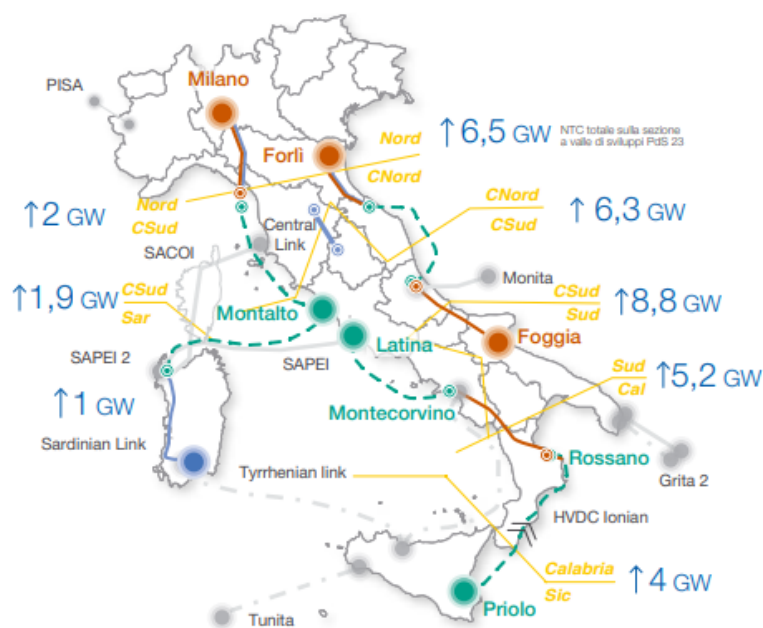 Milano
PISA
Forlì
Nord
CNord
↑6,5 GW
NTC totale sulla sezione
a valle di sviluppi PdS 23
Nord
CSud
↑2 GW
CNord
CSud
↑6,3
SACOI
Central
Link
Monita
↑1,9 GW
CSud
Sar
Montalto
CSud
Sud
↑8,8 GW
Foggia
Latina
SAPEI 2
SAPEI
Sud
Cal
↑5,2 GW
↑1 GW
Montecorvino
Sardinian Link
Rossano
Tyrrhenian link
Grita 2
HVDC Ionian
Calabria
Sic
↑4 GW
Priolo
Tunita